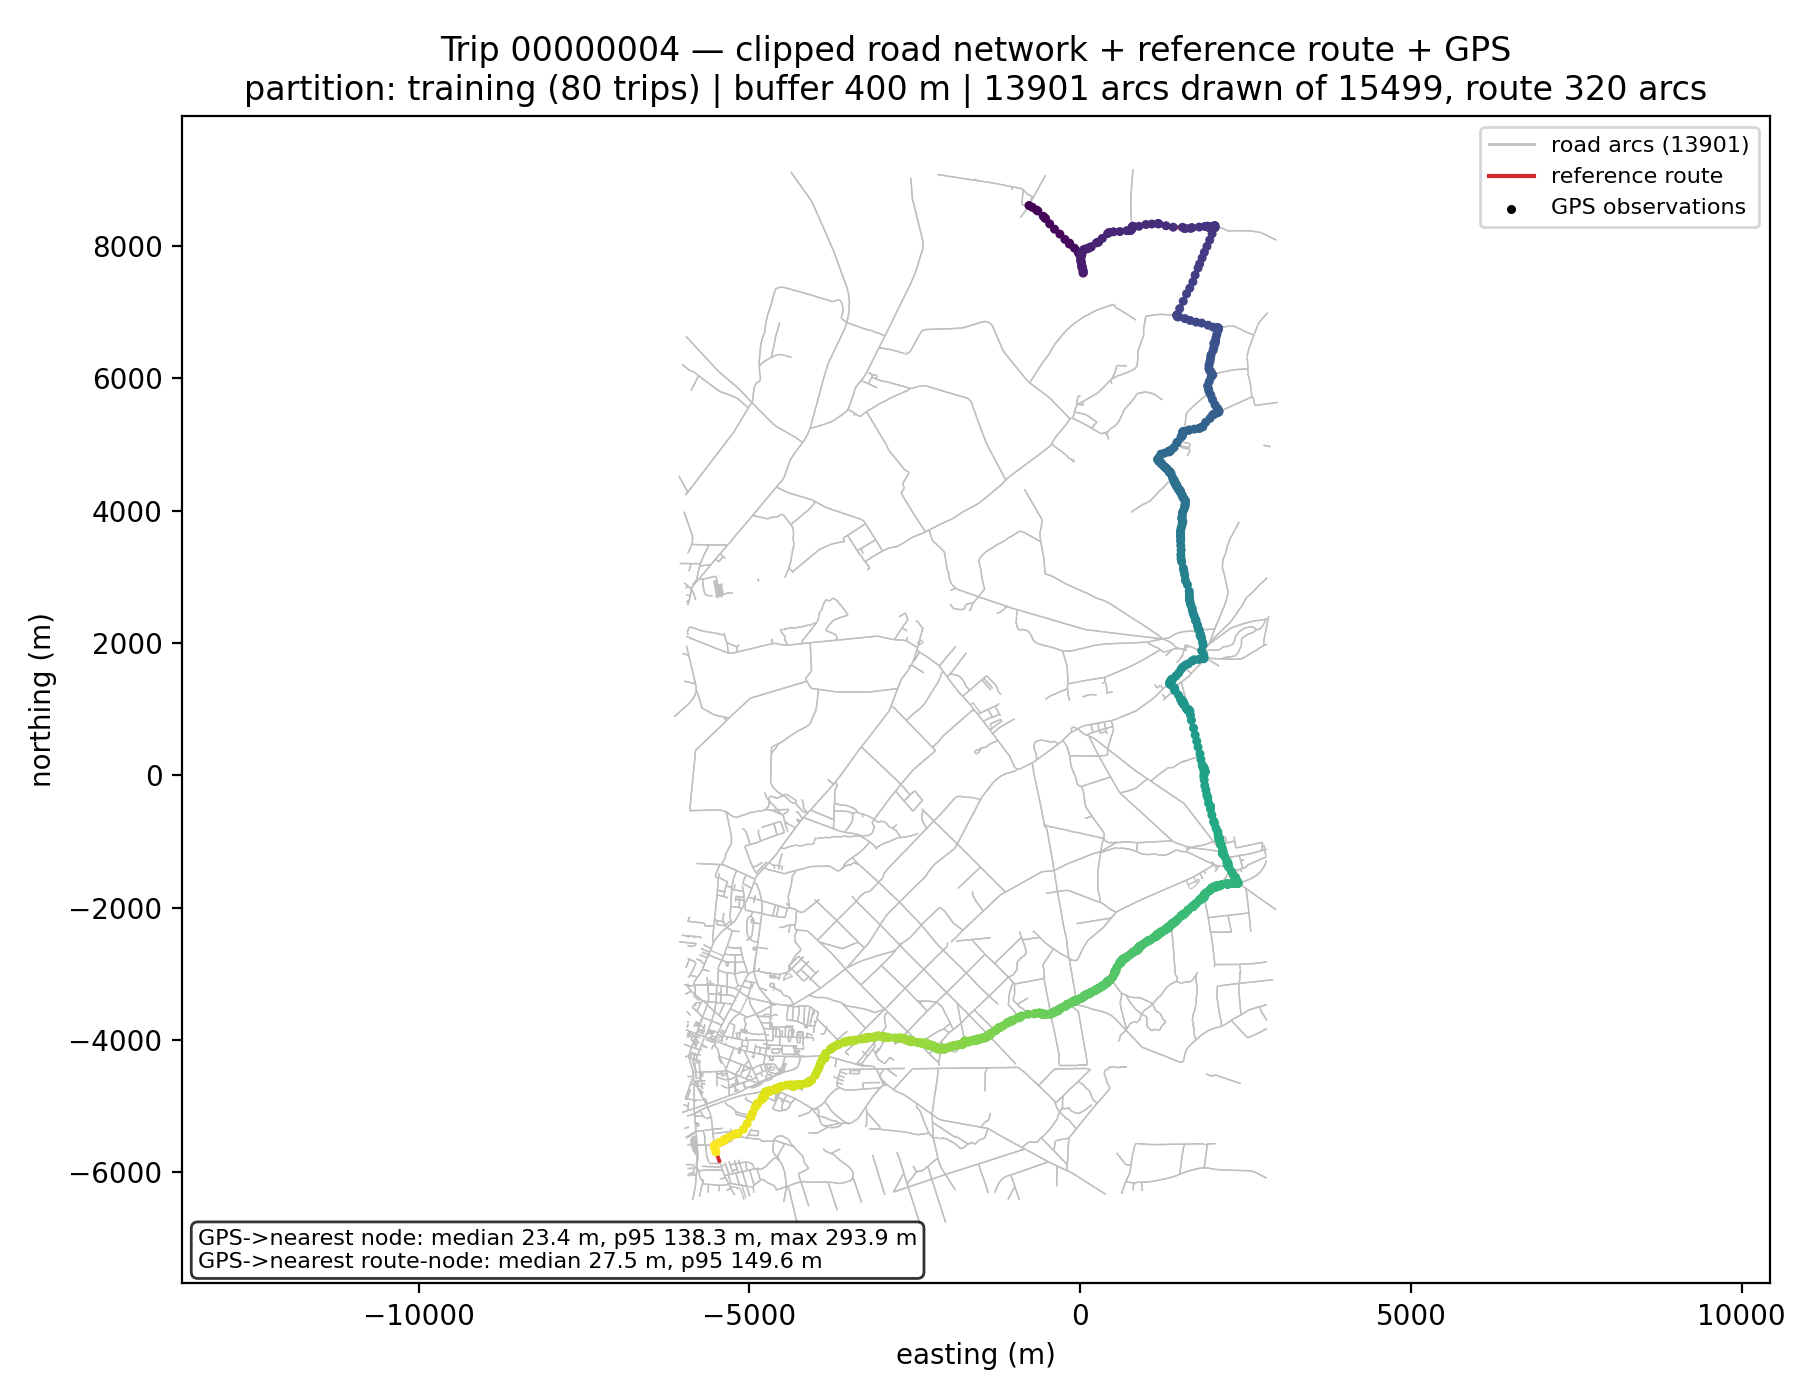 Trip 00000004 — clipped road network + reference route + GPS
partition: training (80 trips) | buffer 400 m | 13901 arcs drawn of 15499, route 320 arcs
road arcs (13901)
reference route
GPS observations
8000
6000
4000
2000
0
−2000
−4000
−6000
northing (m)
GPS->nearest node: median 23.4 m, p95 138.3 m, max 293.9 m
GPS->nearest route-node: median 27.5 m, p95 149.6 m
−10000
−5000
0
5000
10000
easting (m)